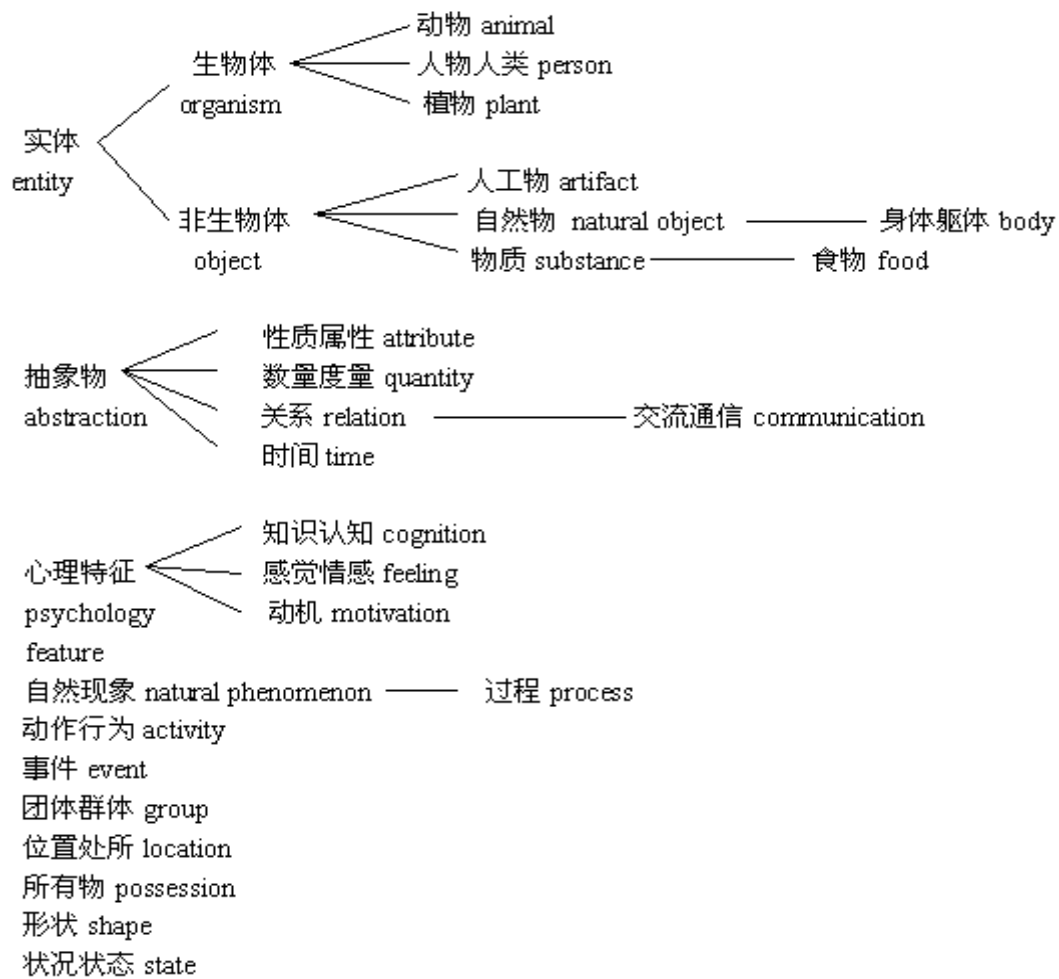 动物 animal
生物体 人物人类 person
organism 植物 plant
实体
entity
人工物 artifact
非生物体 自然物 natural object 身体躯体 body
object 物质 substance 食物 food
性质属性 attribute
抽象物 数量度量 quantity
abstraction 关系 relation 交流通信 communication
时间 time
知识认知 cognition
心理特征 感觉情感 feeling
psychology 动机 motivation
feature
自然现象 natural phenomenon 过程 process
动作行为 activity
事件 event
团体群体 group
位置处所 location
所有物 possession
形状 shape
状况状态 state